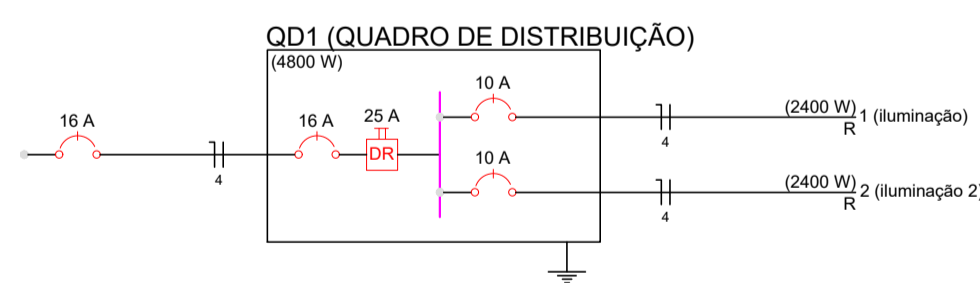 QD1 (QUADRO DE DISTRIBUIÇÃO)
(4800 W)
16 A
4
16 A
25 A
DR
10 A
4
(2400 W)
R
1 (iluminação)
10 A
4
(2400 W)
R
2 (iluminação 2)